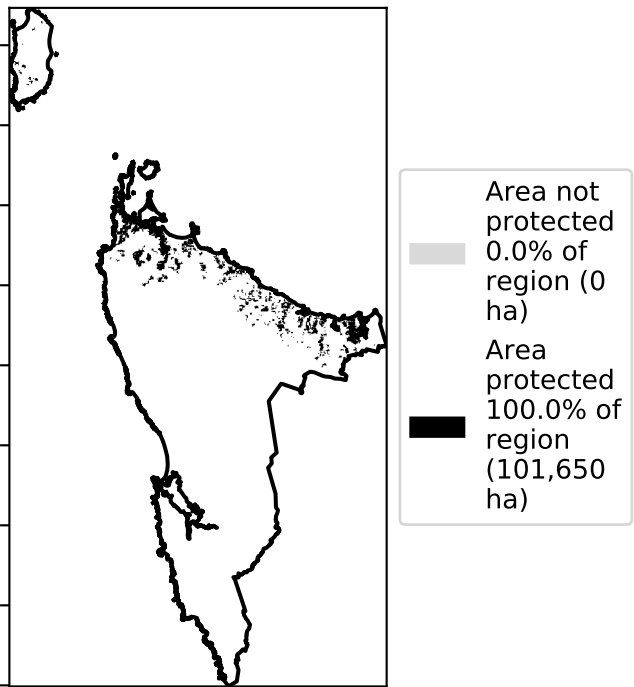 Area not
protected
0.0% of
region (0
ha)
Area
protected
100.0% of
region
(101,650
ha)